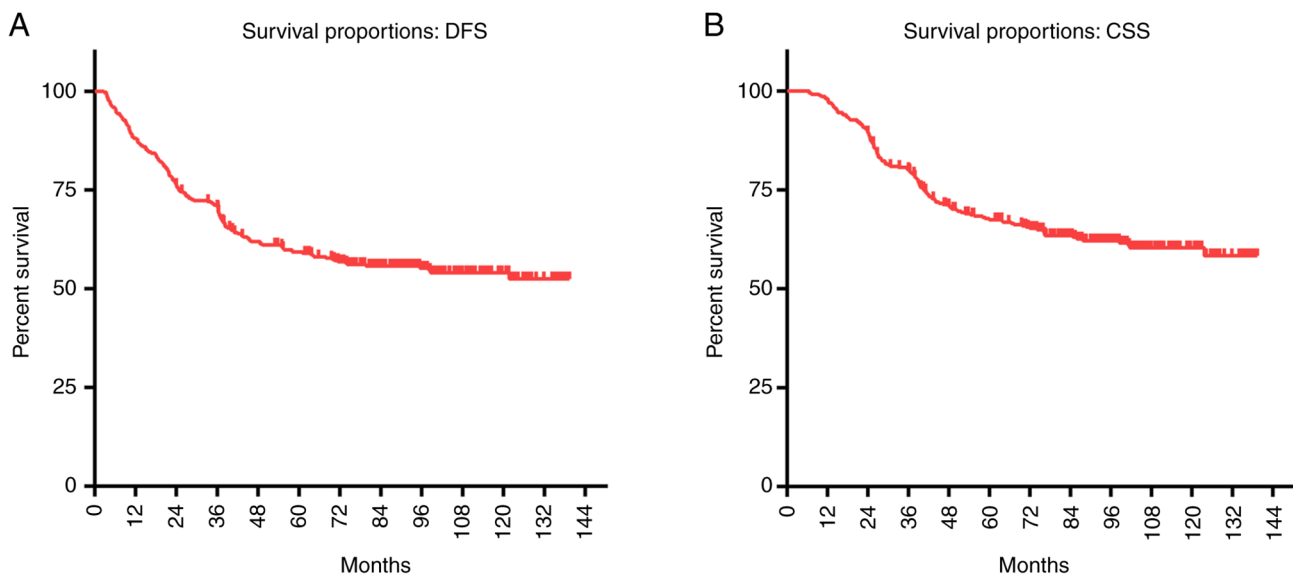 A
Survival proportions: DFS
Percent survival
100
75
50
25
0
0 12 24 36 48 60 72 84 96 108 120 132 144
Months
B
Survival proportions: CSS
Percent survival
100
75
50
25
0
0 12 24 36 48 60 72 84 96 108 120 132 144
Months